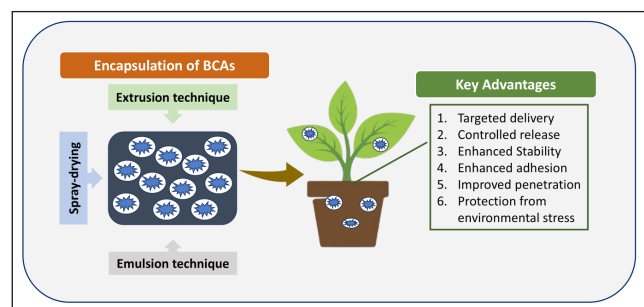 Encapsulation of BCAs
Extrusion technique
Spray-drying
Emulsion technique
Key Advantages
1. Targeted delivery
2. Controlled release
3. Enhanced Stability
4. Enhanced adhesion
5. Improved penetration
6. Protection from
environmental stress